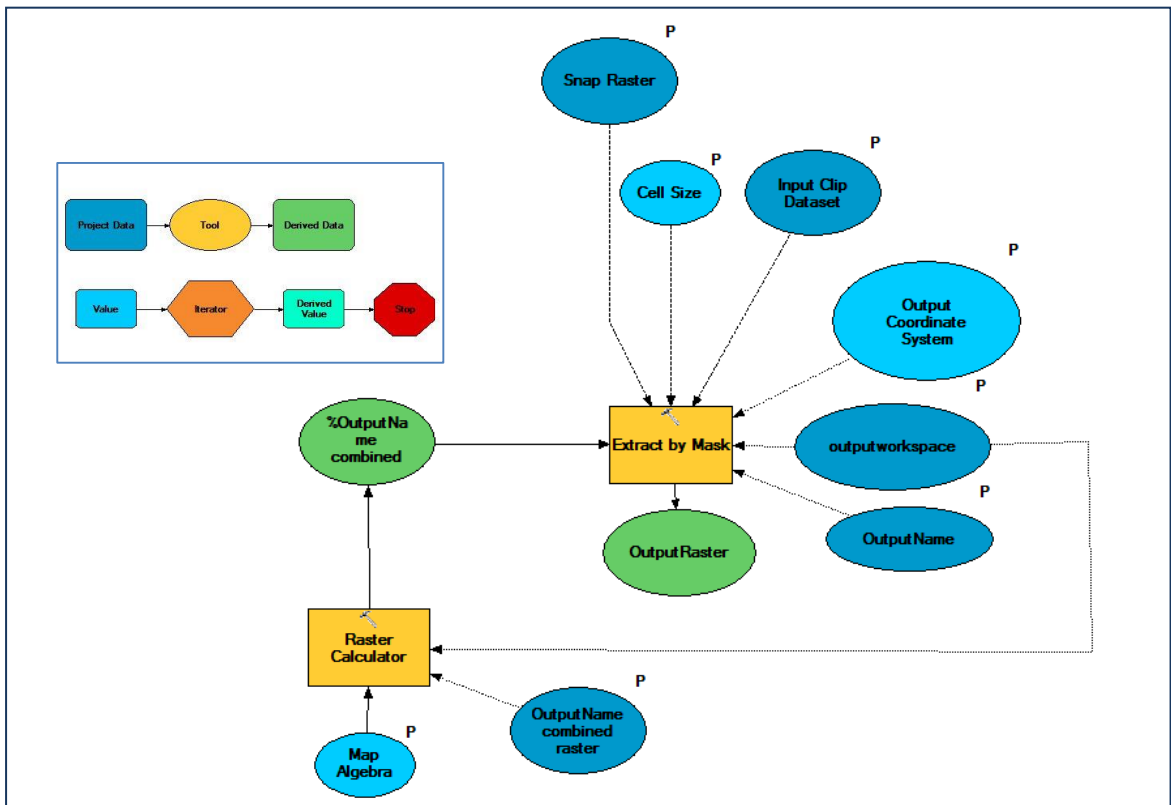 P
Snap Raster
P
Cell Size
P
Input Clip
Dataset
Project Data
Tool
Derived Data
Value
Iterator
Derived
Value
Stop
P
Output
Coordinate
System
P
%OutputNa
me
combined
Extract by Mask
outputworkspace
P
OutputRaster
OutputName
Raster
Calculator
P
OutputName
combined
raster
P
Map
Algebra